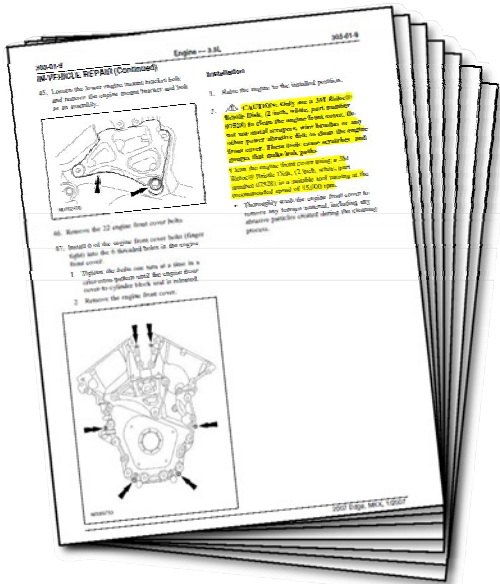 303-01-9
Engine — 3.5L
303-01-9
IN-VEHICLE REPAIR (Continued)
45. Loosen the lower engine mount bracket bolt
and remove the engine mount bracket and bolt
as an assembly.
46. Remove the 22 engine front cover bolts.
47. Install 6 of the engine front cover bolts (finger
tight) into the 6 threaded holes in the engine
front cover.
1 Tighten the bolts one turn at a time in a
crisscross pattern until the engine front
cover-to-cylinder block seal is released.
2 Remove the engine front cover.
Installation
1. Raise the engine to the installed position.
2. CAUTION: Only use a 3M Roloc®
Bristle Disk, (2 inch, white, part number
07528) to clean the engine front cover. Do
not use metal scrapers, wire brushes or any
other power abrasive disk to clean the engine
front cover. These tools cause scratches and
gouges that make leak paths.
Clean the engine front cover using a 3M
Roloc® Bristle Disk, (2 inch, white, part
number 07528) in a suitable tool turning at the
recommended speed of 15,000 rpm.
• Thoroughly wash the engine front cover to
remove any foreign material, including any
abrasive particles created during the cleaning
process.
2007 Edge, MKX, 1/2007